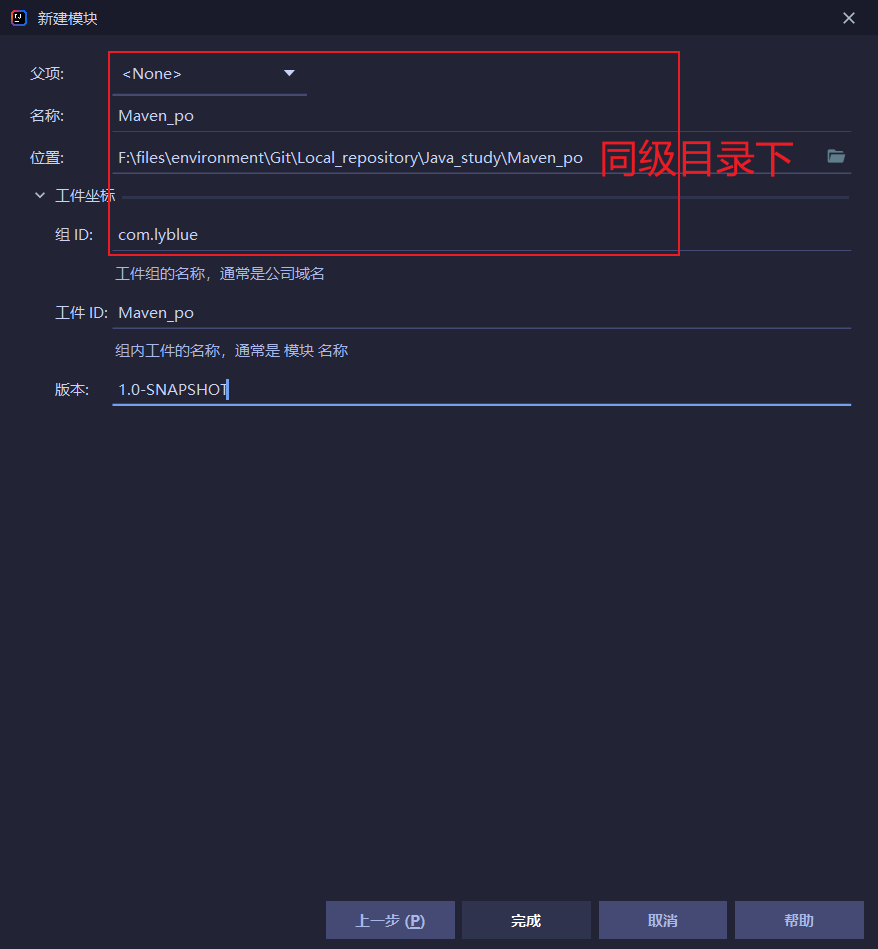 新建模块
父项: <None>
名称: Maven_po
位置: F:\files\environment\Git\Local_repository\Java_study\Maven_po 同级目录下
工件坐标
组 ID: com.lyblue
工件组的名称，通常是公司域名
工件 ID: Maven_po
组内工件的名称，通常是 模块 名称
版本: 1.0-SNAPSHOT
上一步 (P) 完成 取消 帮助